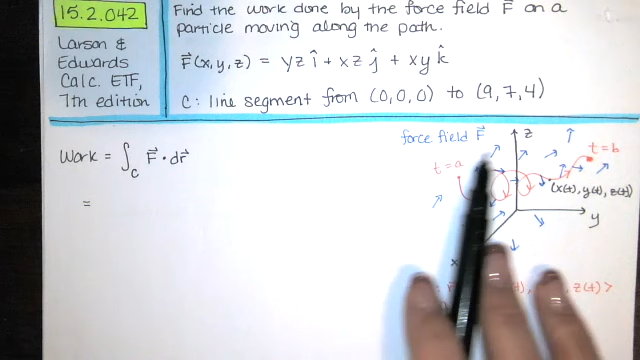 15.2.042
Larson &
Edwards
Calc. ETF,
7th edition
Find the work done by the force field F⃗ on a
particle moving along the path.
F⃗(x,y,z) = yz î + xz ĵ + xy k̂
C: line segment from (0,0,0) to (9,7,4)
Work = ∫_C F⃗ • dr⃗
=
force field F⃗
z
t=a
t=b
(x(t), y(t), z(t))
y
x
z(t)>